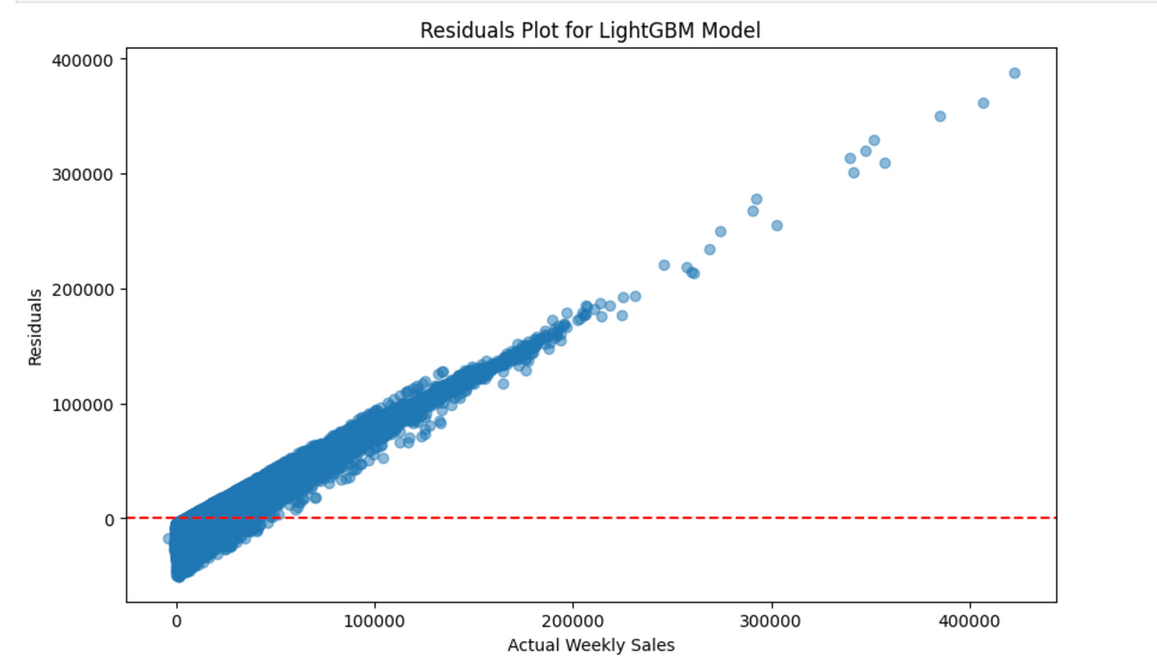 Residuals Plot for LightGBM Model
400000
300000
200000
100000
0
Residuals
0 100000 200000 300000 400000
Actual Weekly Sales